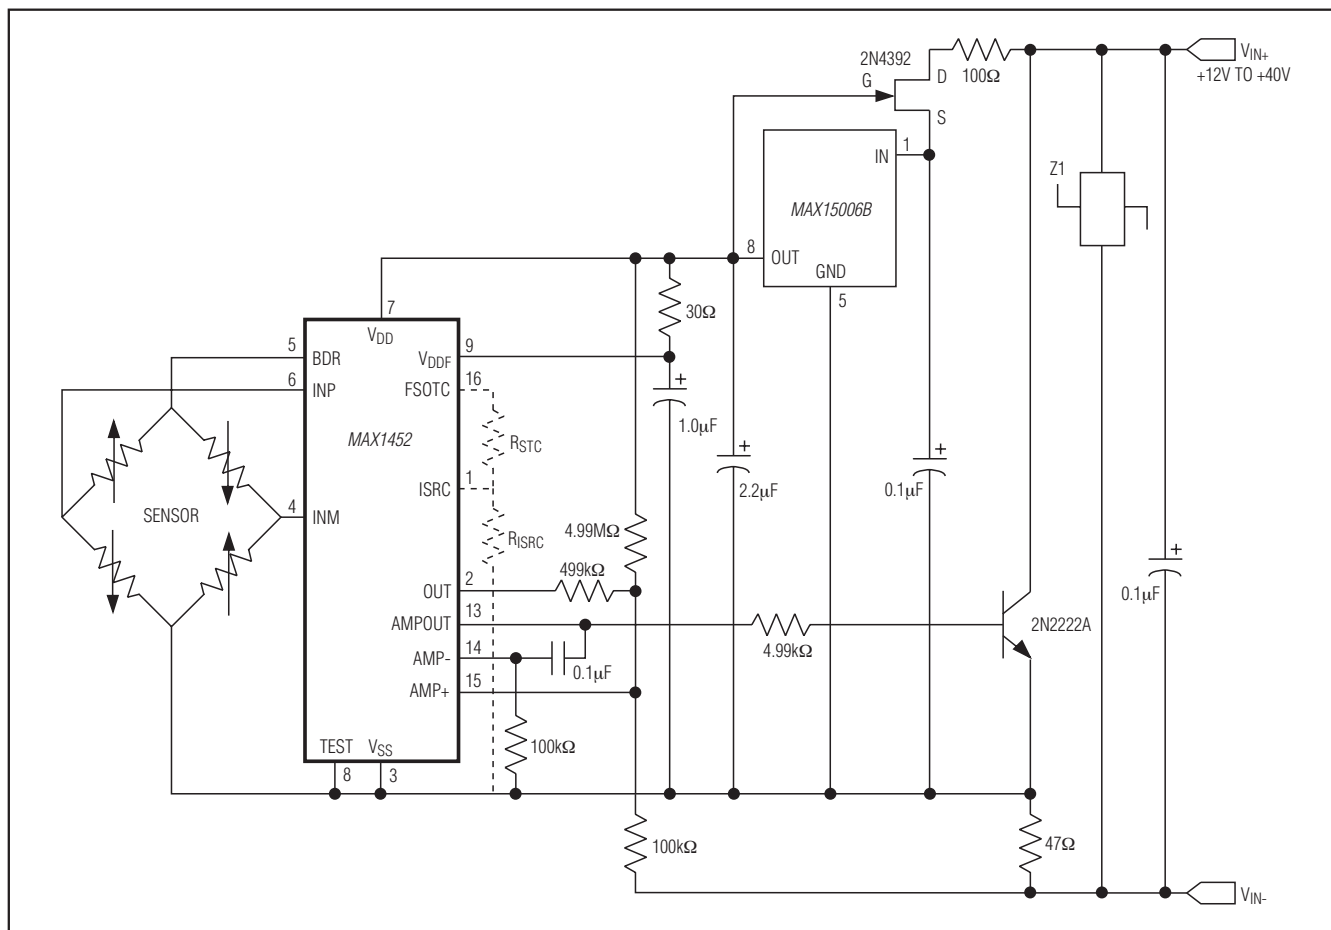 2N4392
G
D
S
100Ω
VIN+
+12V TO +40V
IN
1
MAX15006B
Z1
8
OUT
GND
5
7
VDD
30Ω
5
BDR
VDDF
9
6
INP
FSOTC
16
MAX1452
RSTC
1.0µF
+
ISRC
1
2.2µF
+
0.1µF
+
SENSOR
4
INM
RISRC
4.99MΩ
499kΩ
OUT
2
0.1µF
+
AMPOUT
13
4.99kΩ
2N2222A
AMP-
14
0.1µF
AMP+
15
100kΩ
TEST
VSS
8
3
100kΩ
47Ω
VIN-